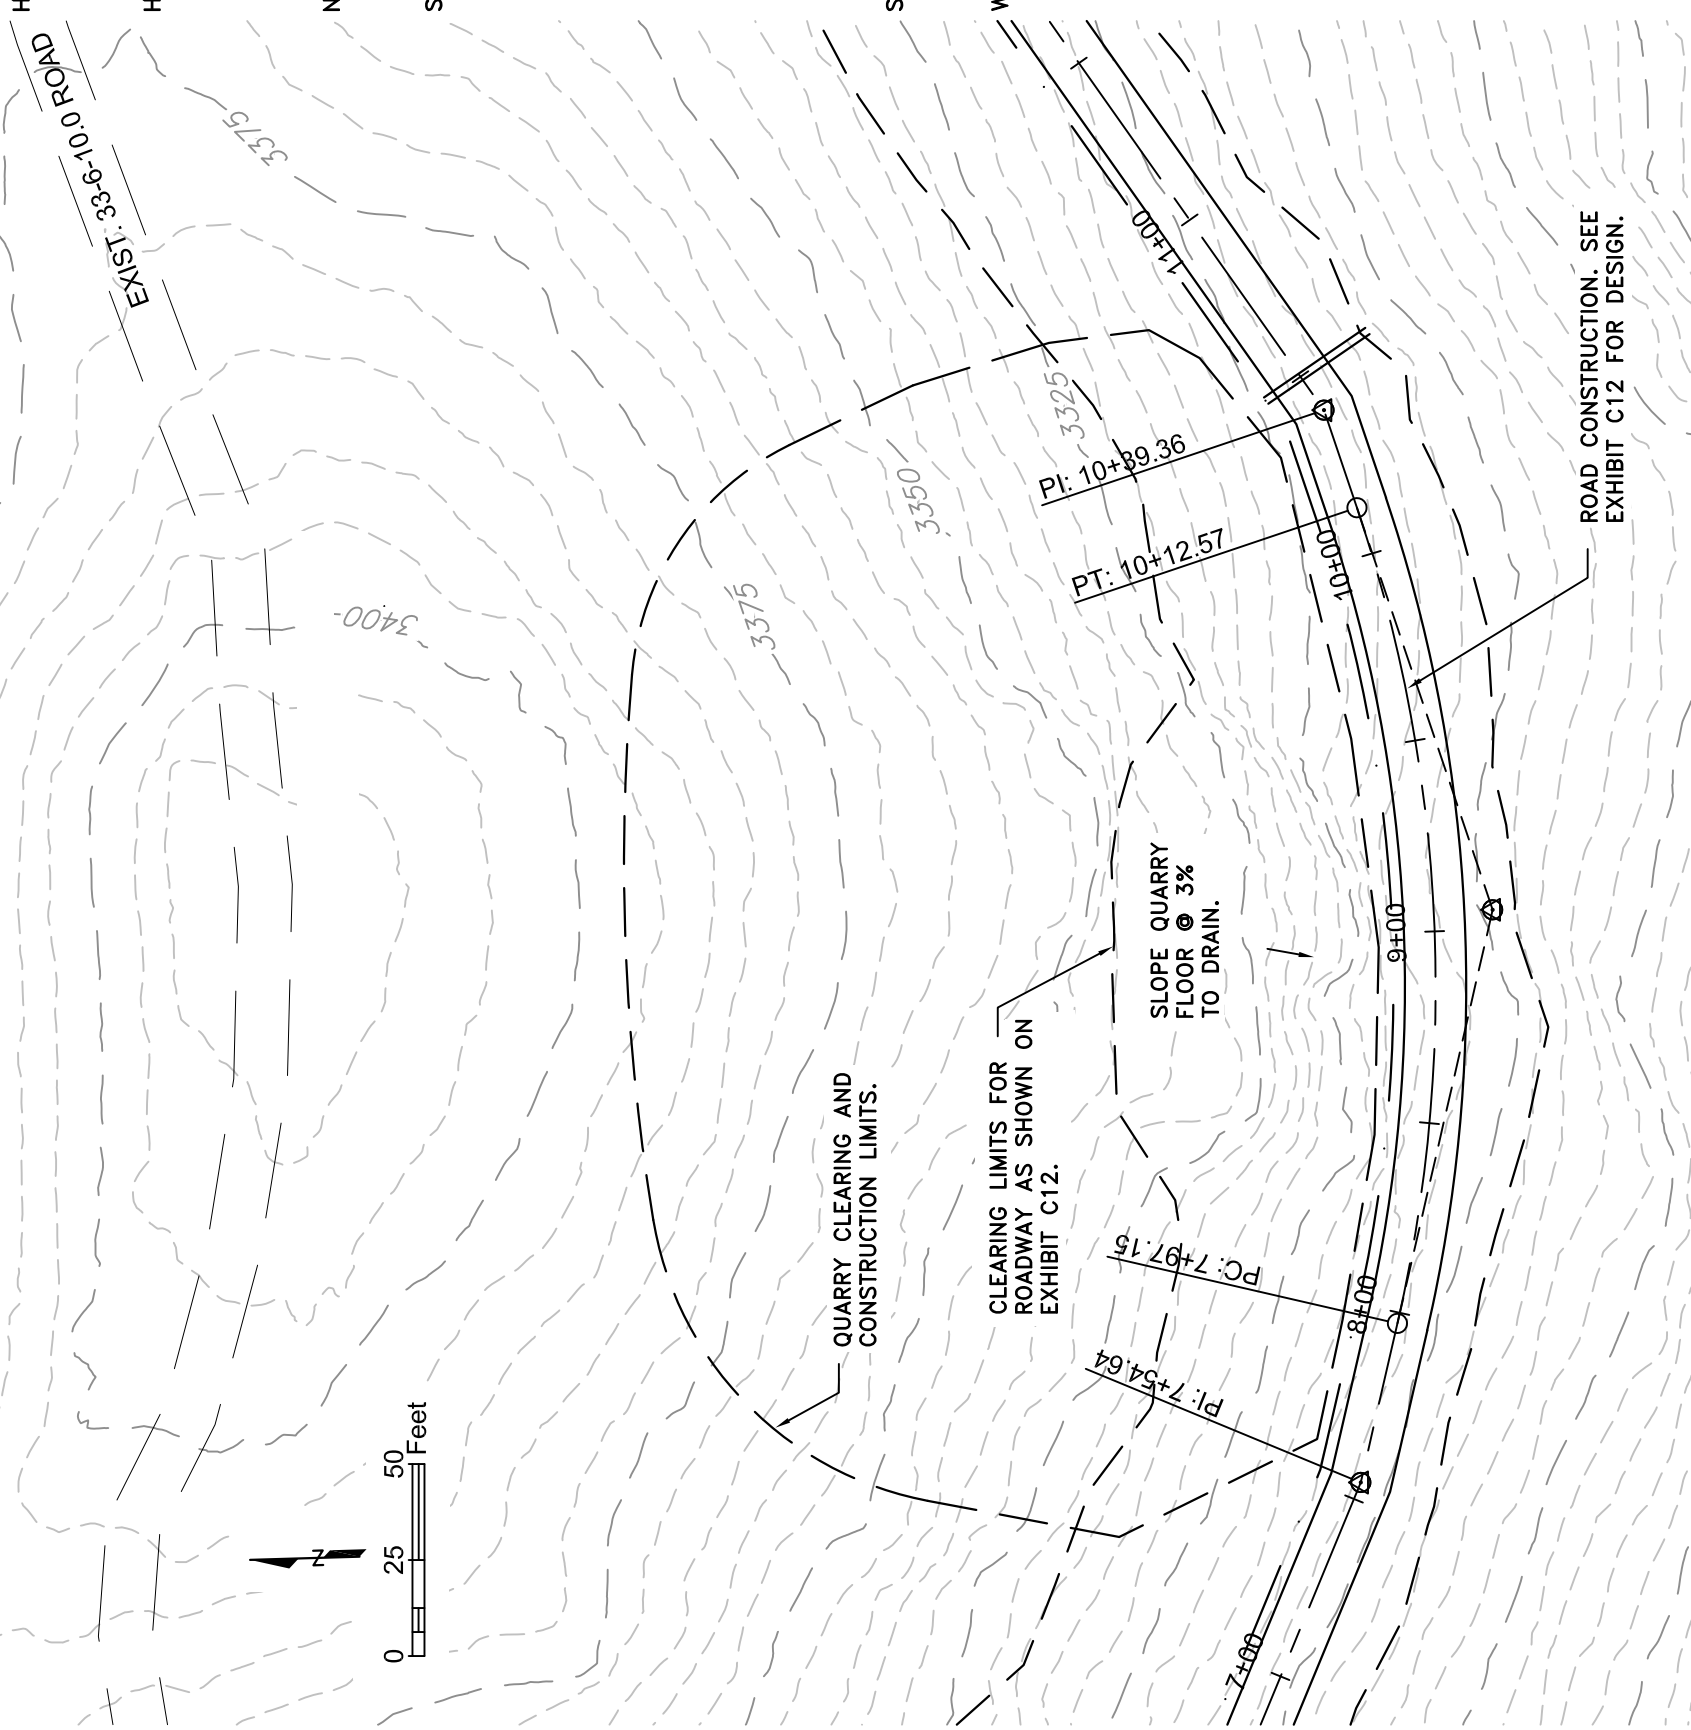 H
H
N
S
S
W
EXIST. 33-6-10.0 ROAD
3375
3400
3375
3350
3325
11+00
PI: 10+39.36
PT: 10+12.57
10+00
ROAD CONSTRUCTION. SEE
EXHIBIT C12 FOR DESIGN.
SLOPE QUARRY
FLOOR @ 3%
TO DRAIN.
9+00
CLEARING LIMITS FOR
ROADWAY AS SHOWN ON
EXHIBIT C12.
QUARRY CLEARING AND
CONSTRUCTION LIMITS.
PC: 7+97.15
8+00
PI: 7+54.64
7+00
N
0 25 50
Feet